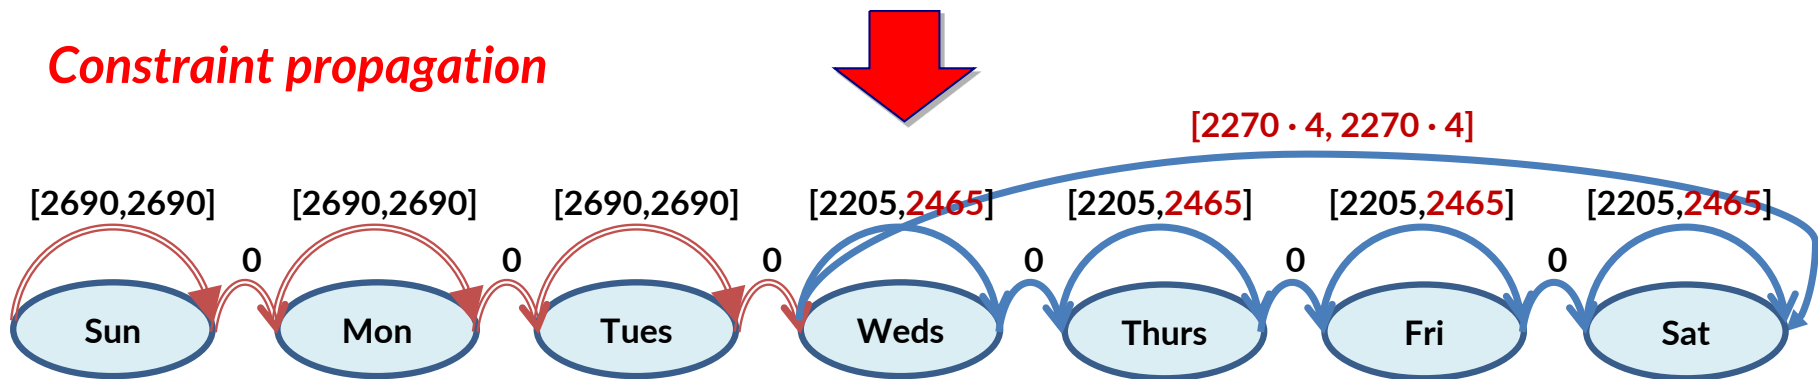 Constraint propagation
[2270 · 4, 2270 · 4]
[2690,2690] [2690,2690] [2690,2690] [2205,2465] [2205,2465] [2205,2465] [2205,2465]
0 0 0 0 0 0
Sun Mon Tues Weds Thurs Fri Sat